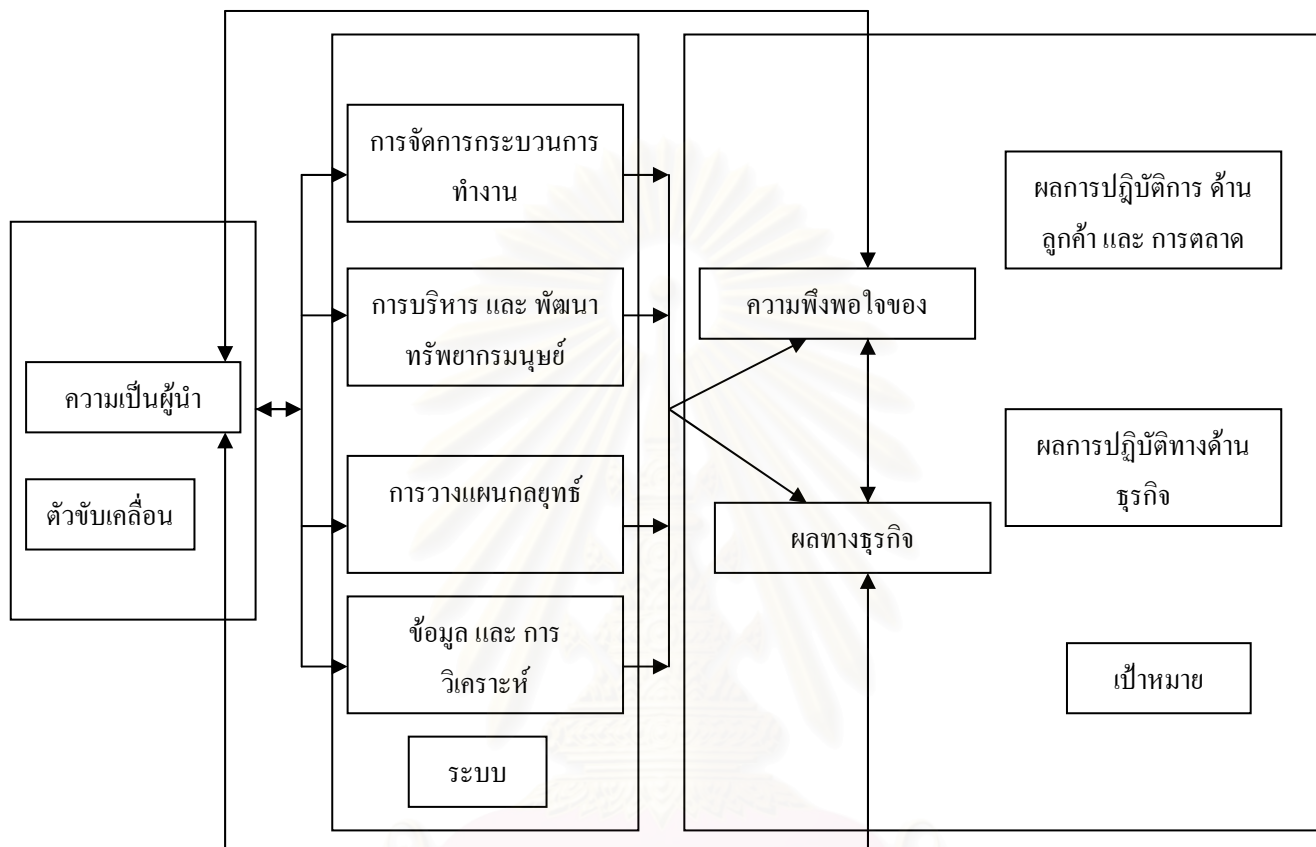 การจัดการกระบวนการ
ทำงาน
ผลการปฎิบัติการ ด้าน
ลูกค้า และ การตลาด
การบริหาร และ พัฒนา
ทรัพยากรมนุษย์
ความพึงพอใจของ
ความเป็นผู้นำ
ผลการปฏิบัติทางด้าน
ธุรกิจ
การวางแผนกลยุทธ์
ตัวขับเคลื่อน
ผลทางธุรกิจ
ข้อมูล และ การ
วิเคราะห์
เป้าหมาย
ระบบ